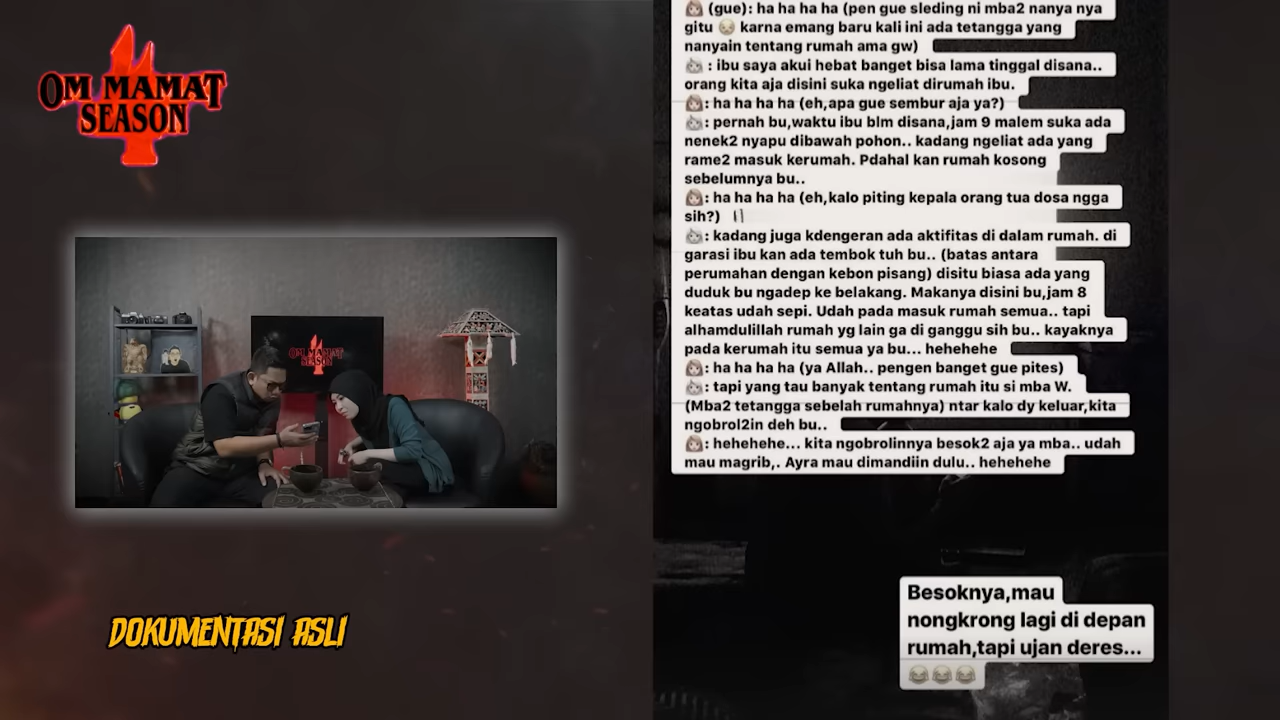 OM MAMAT
SEASON
4
(gue): ha ha ha ha (pen gue sleding ni mba2 nanya nya
gitu 😪 karna emang baru kali ini ada tetangga yang
nanyain tentang rumah ama gw)
: ibu saya akui hebat banget bisa lama tinggal disana..
orang kita aja disini suka ngeliat dirumah ibu.
: ha ha ha ha (eh,apa gue sembur aja ya?)
: pernah bu,waktu ibu blm disana,jam 9 malem suka ada
nenek2 nyapu dibawah pohon.. kadang ngeliat ada yang
rame2 masuk kerumah. Pdahal kan rumah kosong
sebelumnya bu..
: ha ha ha ha (eh,kalo piting kepala orang tua dosa ngga
sih?)
: kadang juga kdengeran ada aktifitas di dalam rumah. di
garasi ibu kan ada tembok tuh bu.. (batas antara
perumahan dengan kebon pisang) disitu biasa ada yang
duduk bu ngadep ke belakang. Makanya disini bu,jam 8
keatas udah sepi. Udah pada masuk rumah semua.. tapi
alhamdulillah rumah yg lain ga di ganggu sih bu.. kayaknya
pada kerumah itu semua ya bu... hehehehe
: ha ha ha ha (ya Allah.. pengen banget gue pites)
: tapi yang tau banyak tentang rumah itu si mba W.
(Mba2 tetangga sebelah rumahnya) ntar kalo dy keluar,kita
ngobrol2in deh bu..
: hehehehe... kita ngobrolinnya besok2 aja ya mba.. udah
mau magrib,. Ayra mau dimandiin dulu.. hehehehe
OM MAMAT
SEASON
DOKUMENTASI ASLI
Besoknya,mau
nongkrong lagi di depan
rumah,tapi ujan deres...
😂😂😂